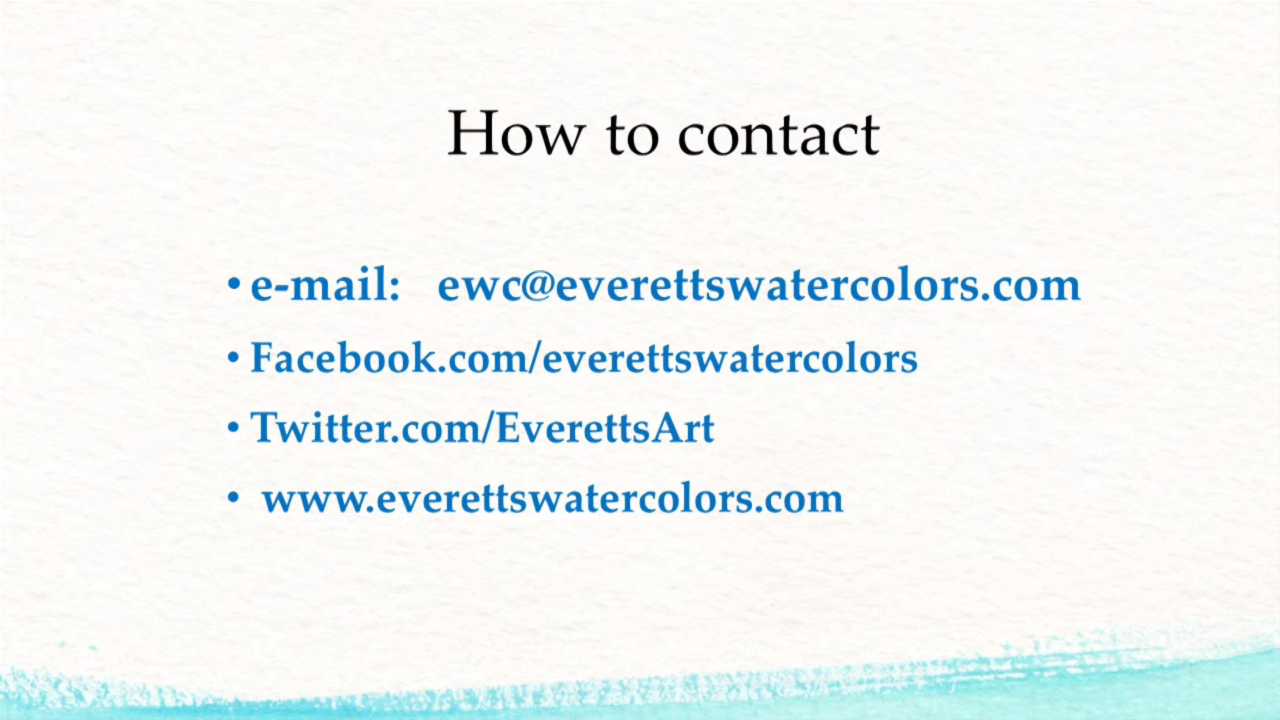 How to contact
• e-mail: ewc@everettswatercolors.com
• Facebook.com/everettswatercolors
• Twitter.com/EverettsArt
• www.everettswatercolors.com